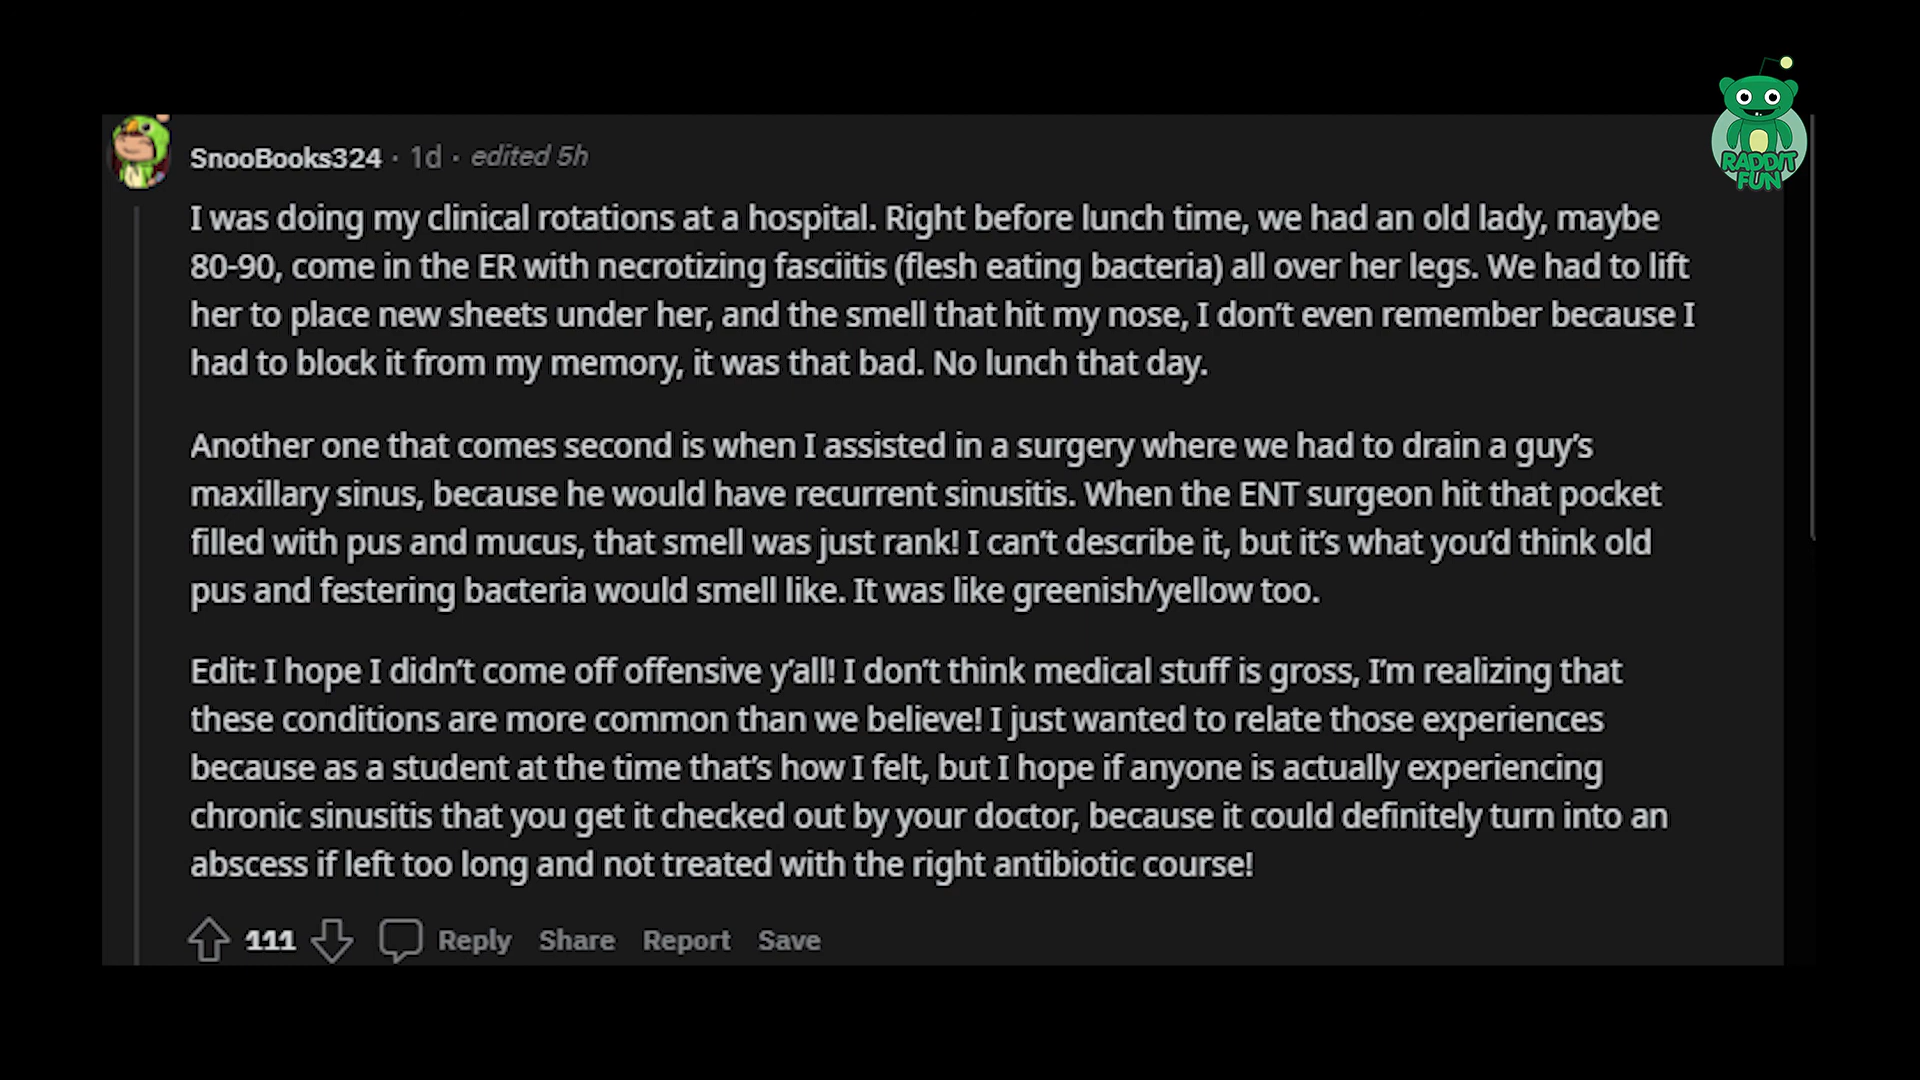 RADDIT
FUN
SnooBooks324 · 1d · edited 5h
I was doing my clinical rotations at a hospital. Right before lunch time, we had an old lady, maybe
80-90, come in the ER with necrotizing fasciitis (flesh eating bacteria) all over her legs. We had to lift
her to place new sheets under her, and the smell that hit my nose, I don’t even remember because I
had to block it from my memory, it was that bad. No lunch that day.
Another one that comes second is when I assisted in a surgery where we had to drain a guy’s
maxillary sinus, because he would have recurrent sinusitis. When the ENT surgeon hit that pocket
filled with pus and mucus, that smell was just rank! I can’t describe it, but it’s what you’d think old
pus and festering bacteria would smell like. It was like greenish/yellow too.
Edit: I hope I didn’t come off offensive y’all! I don’t think medical stuff is gross, I’m realizing that
these conditions are more common than we believe! I just wanted to relate those experiences
because as a student at the time that’s how I felt, but I hope if anyone is actually experiencing
chronic sinusitis that you get it checked out by your doctor, because it could definitely turn into an
abscess if left too long and not treated with the right antibiotic course!
111 Reply Share Report Save